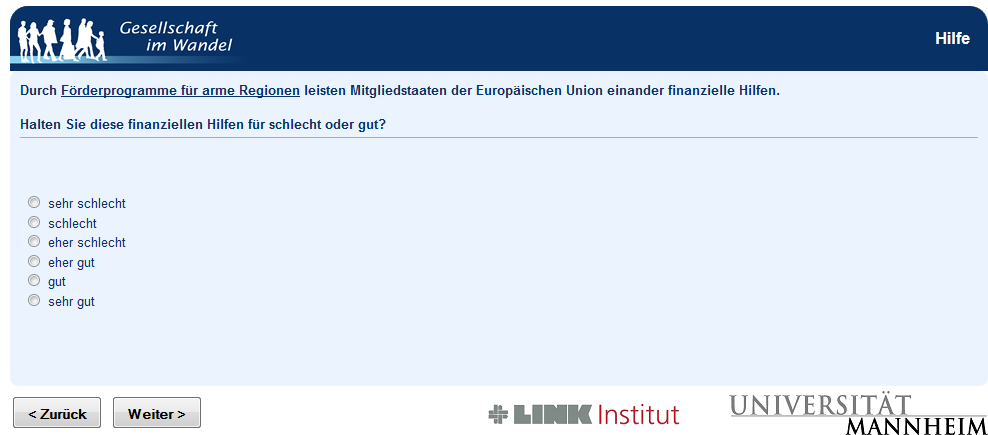 Gesellschaft
im Wandel
Hilfe
Durch Förderprogramme für arme Regionen leisten Mitgliedstaaten der Europäischen Union einander finanzielle Hilfen.
Halten Sie diese finanziellen Hilfen für schlecht oder gut?
sehr schlecht
schlecht
eher schlecht
eher gut
gut
sehr gut
< Zurück
Weiter >
LINK Institut
UNIVERSITÄT
MANNHEIM